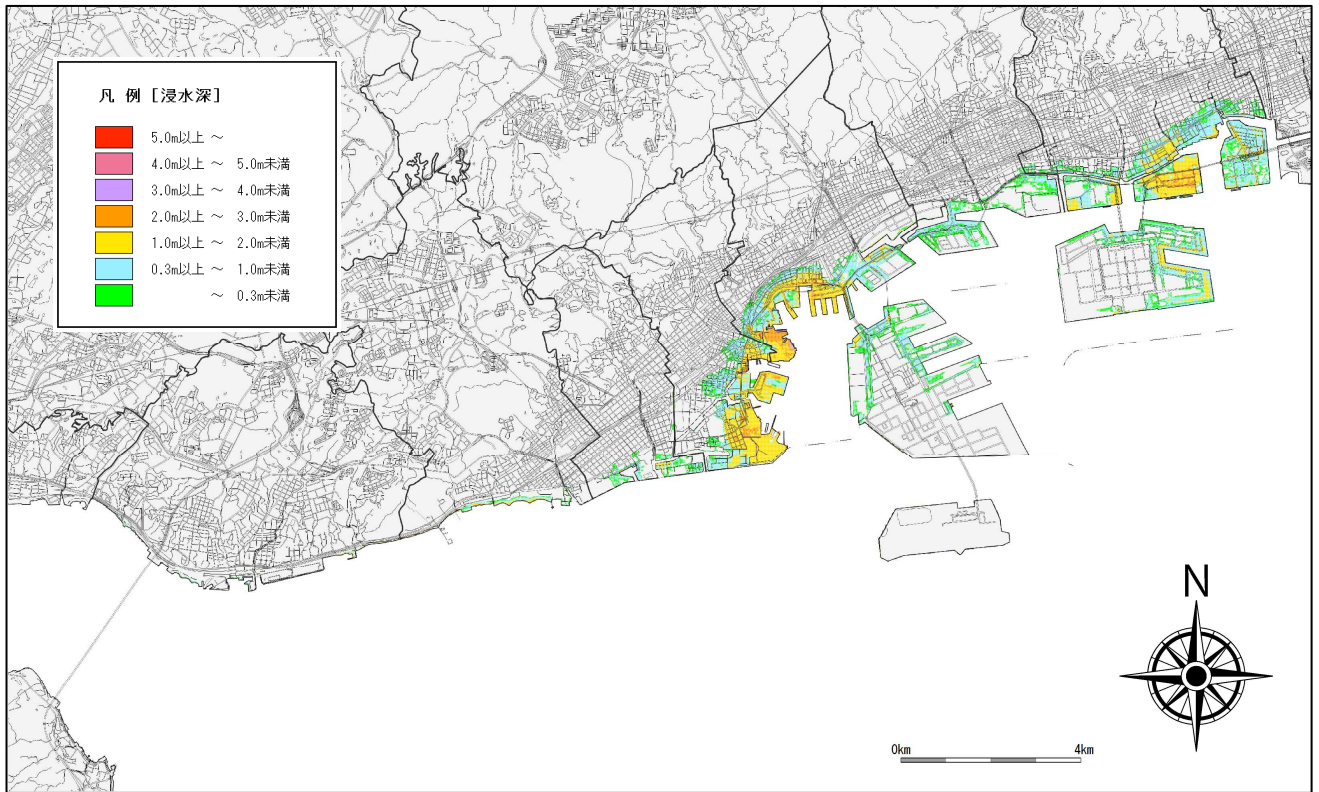 凡 例 [浸水深]
5.0m以上 ～
4.0m以上 ～ 5.0m未満
3.0m以上 ～ 4.0m未満
2.0m以上 ～ 3.0m未満
1.0m以上 ～ 2.0m未満
0.3m以上 ～ 1.0m未満
～ 0.3m未満
N
0km 4km